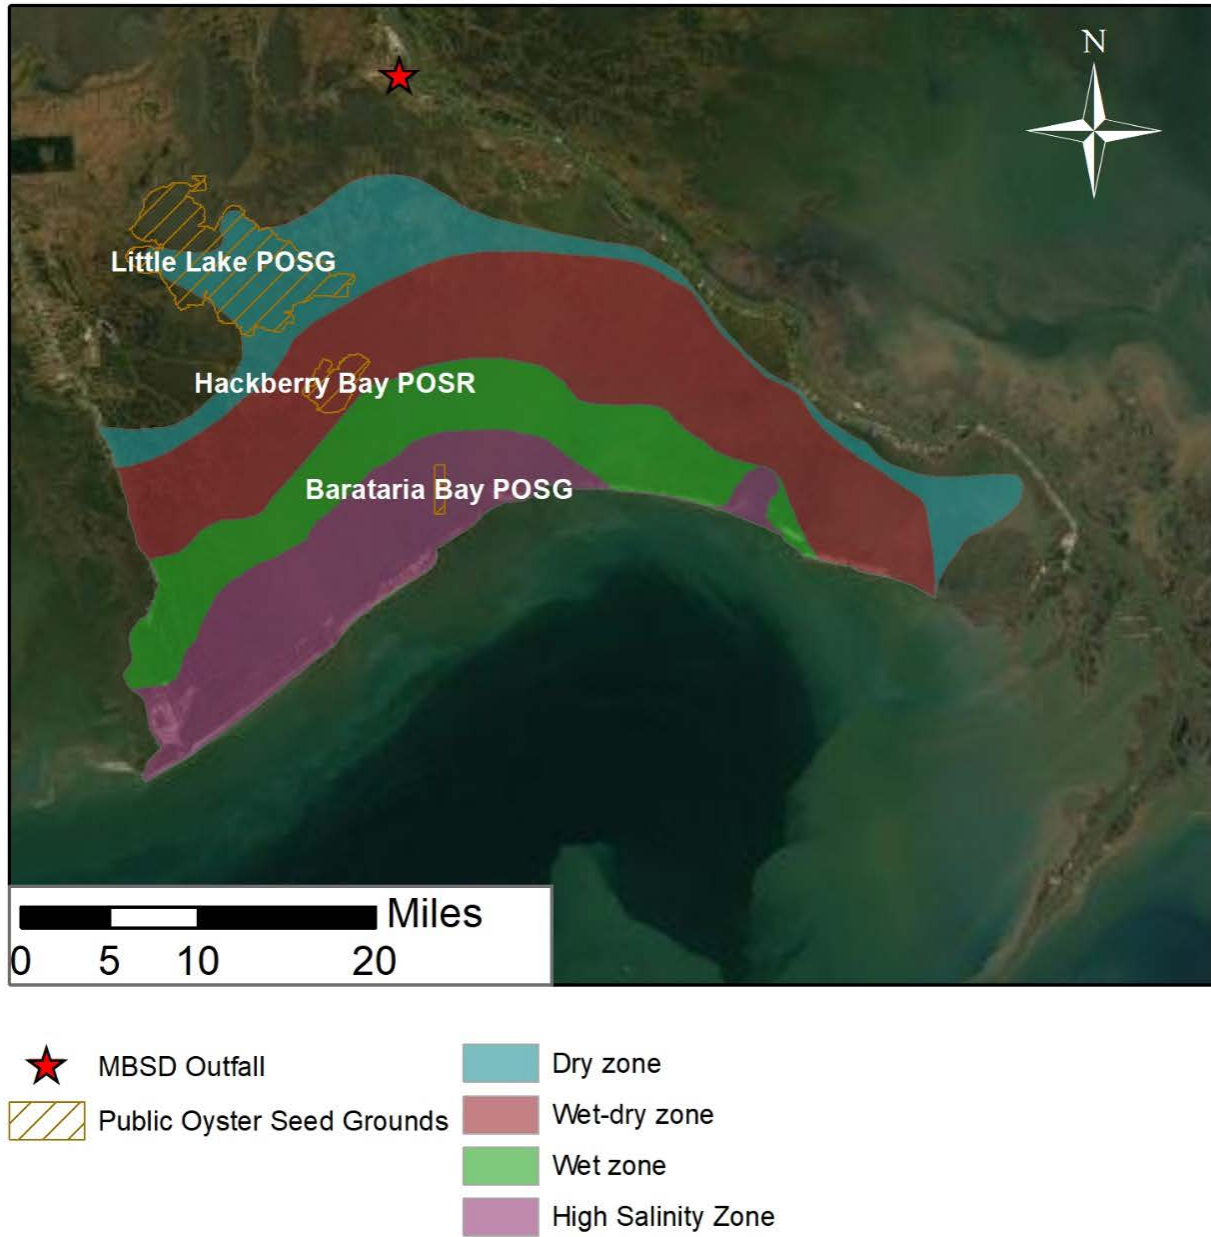 N
Little Lake POSG
Hackberry Bay POSR
Barataria Bay POSG
Miles
0 5 10 20
MBSD Outfall
Public Oyster Seed Grounds
Dry zone
Wet-dry zone
Wet zone
High Salinity Zone